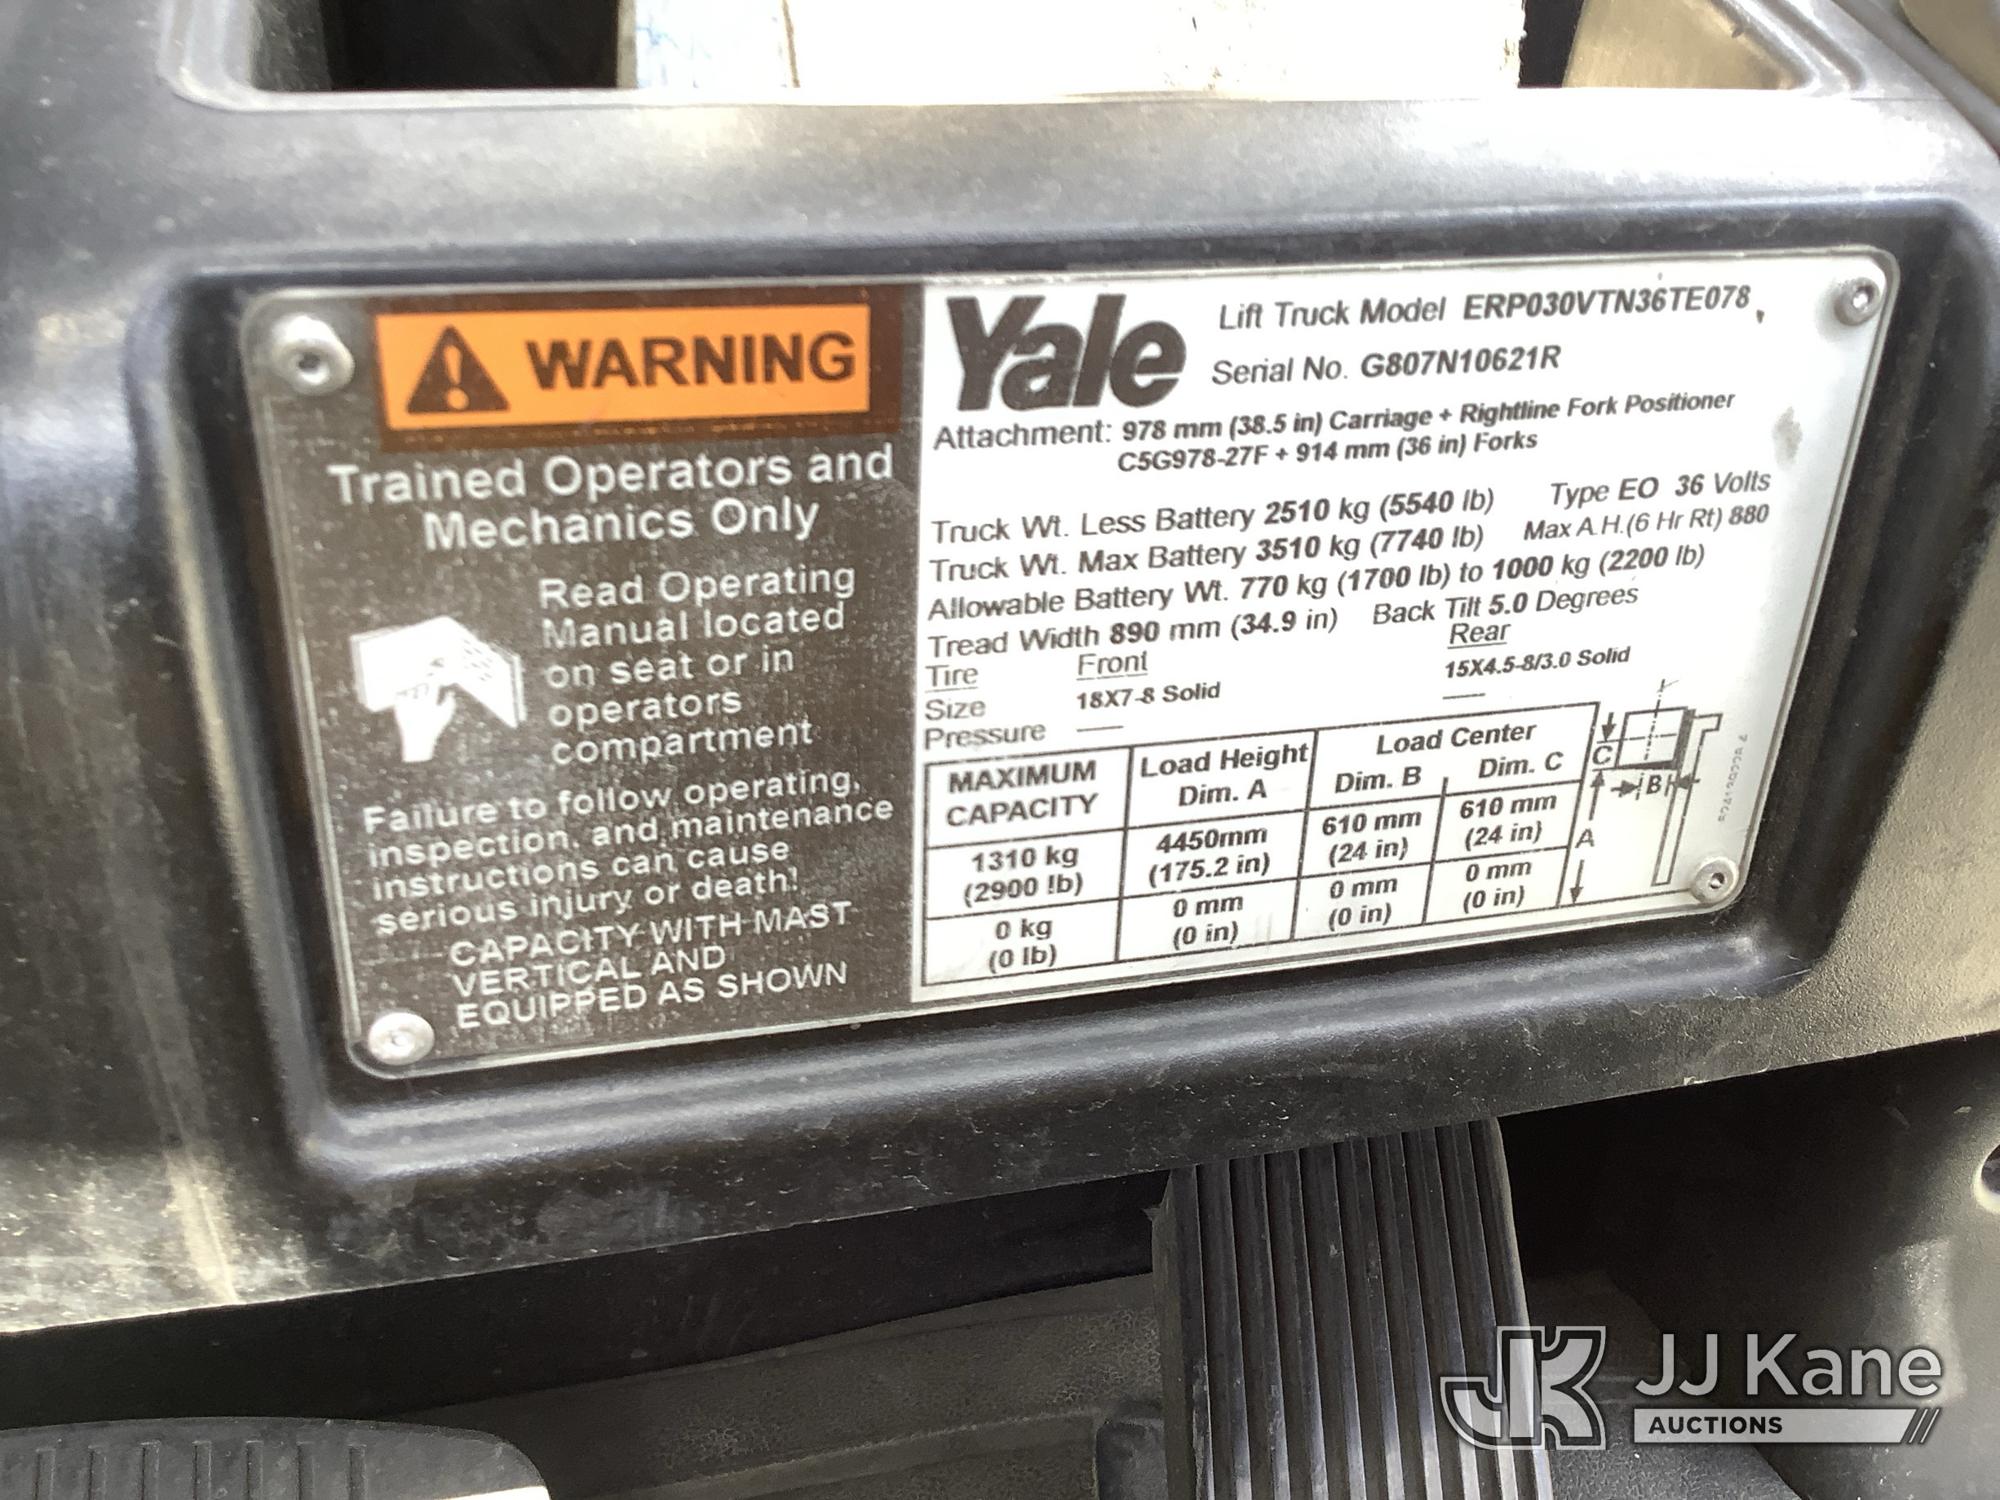 WARNING
Trained Operators and
Mechanics Only
Read Operating
Manual located
on seat or in
operators
compartment
Failure to follow operating,
inspection, and maintenance
instructions can cause
serious injury or death!
CAPACITY WITH MAST
VERTICAL AND
EQUIPPED AS SHOWN
Yale
Lift Truck Model ERP030VTN36TE078
Serial No. G807N10621R
Attachment: 978 mm (38.5 in) Carriage + Rightline Fork Positioner
C5G978-27F + 914 mm (36 in) Forks
Truck Wt. Less Battery 2510 kg (5540 lb) Type EO 36 Volts
Truck Wt. Max Battery 3510 kg (7740 lb) Max A.H.(6 Hr Rt) 880
Allowable Battery Wt. 770 kg (1700 lb) to 1000 kg (2200 lb)
Tread Width 890 mm (34.9 in) Back Tilt 5.0 Degrees
Tire Front Rear
Size 18X7-8 Solid 15X4.5-8/3.0 Solid
Pressure — —
MAXIMUM CAPACITY Load Height Dim. A Load Center Dim. B Dim. C
1310 kg 4450mm 610 mm 610 mm
(2900 lb) (175.2 in) (24 in) (24 in)
0 kg 0 mm 0 mm 0 mm
(0 lb) (0 in) (0 in) (0 in)
C
B
A
JK
JJ Kane
AUCTIONS